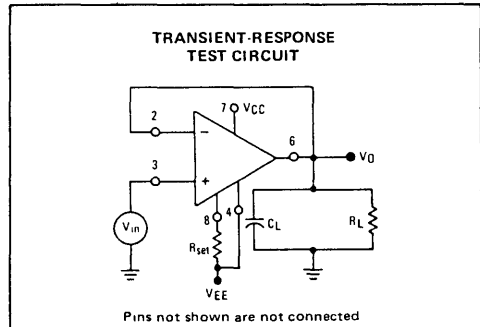 TRANSIENT-RESPONSE
TEST CIRCUIT
7 VCC
2
6
VO
3
Vin
8
4
CL
RL
Rset
VEE
Pins not shown are not connected